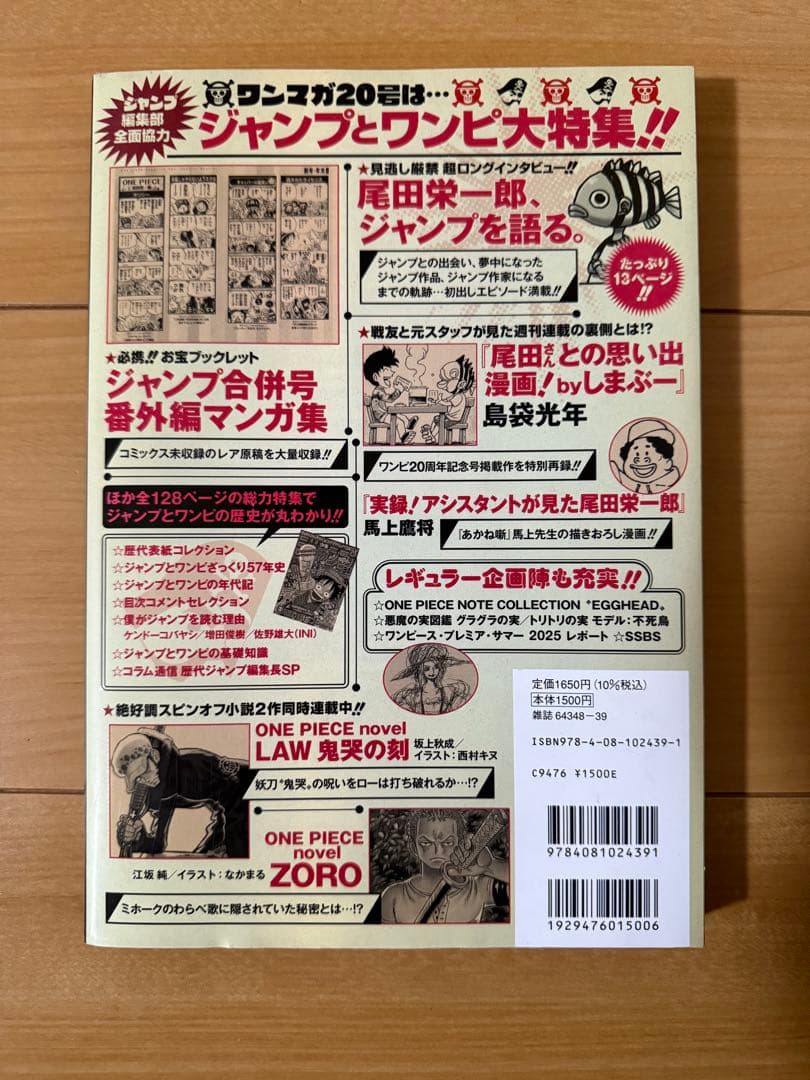 ジャンプ
編集部
全面協力
ワンマガ20号は…
ジャンプとワンピ大特集!!
ONE PIECE
★必携!! お宝ブックレット
ジャンプ合併号
番外編マンガ集
コミックス未収録のレア原稿を大量収録!!
★見逃し厳禁 超ロングインタビュー!!
尾田栄一郎、
ジャンプを語る。
ジャンプとの出会い、夢中になった
ジャンプ作品、ジャンプ作家になる
までの軌跡…初出しエピソード満載!!
たっぷり
13ページ
!!
★戦友と元スタッフが見た週刊連載の裏側とは!?
『尾田さんとの思い出
漫画! byしまぶー』
島袋光年
ワンピ20周年記念号掲載作を特別再録!!
『実録!アシスタントが見た尾田栄一郎』
馬上鷹将
『あかね噺』馬上先生の描きおろし漫画!!
ほか全128ページの総力特集で
ジャンプとワンピの歴史が丸わかり!!
☆歴代表紙コレクション
☆ジャンプとワンピざっくり57年史
☆ジャンプとワンピの年代記
☆目次コメントセレクション
☆僕がジャンプを読む理由
ケンドーコバヤシ/増田俊樹/佐野雄大(INI)
☆ジャンプとワンピの基礎知識
☆コラム通信 歴代ジャンプ編集長SP
レギュラー企画陣も充実!!
☆ONE PIECE NOTE COLLECTION “EGGHEAD”
☆悪魔の実図鑑 グラグラの実/トリトリの実 モデル:不死鳥
☆ワンピース・プレミア・サマー 2025 レポート ☆SSBS
★絶好調スピンオフ小説2作同時連載中!!
ONE PIECE novel
LAW 鬼哭の刻
坂上秋成/
イラスト:西村キヌ
妖刀“鬼哭”の呪いをローは打ち破れるか…!?
ONE PIECE
novel
ZORO
江坂 純/イラスト:なかまる
ミホークのわらべ歌に隠されていた秘密とは…!?
定価1650円(10%税込)
本体1500円
雑誌 64348-39
ISBN978-4-08-102439-1
C9476 ¥1500E
9784081024391
1929476015006